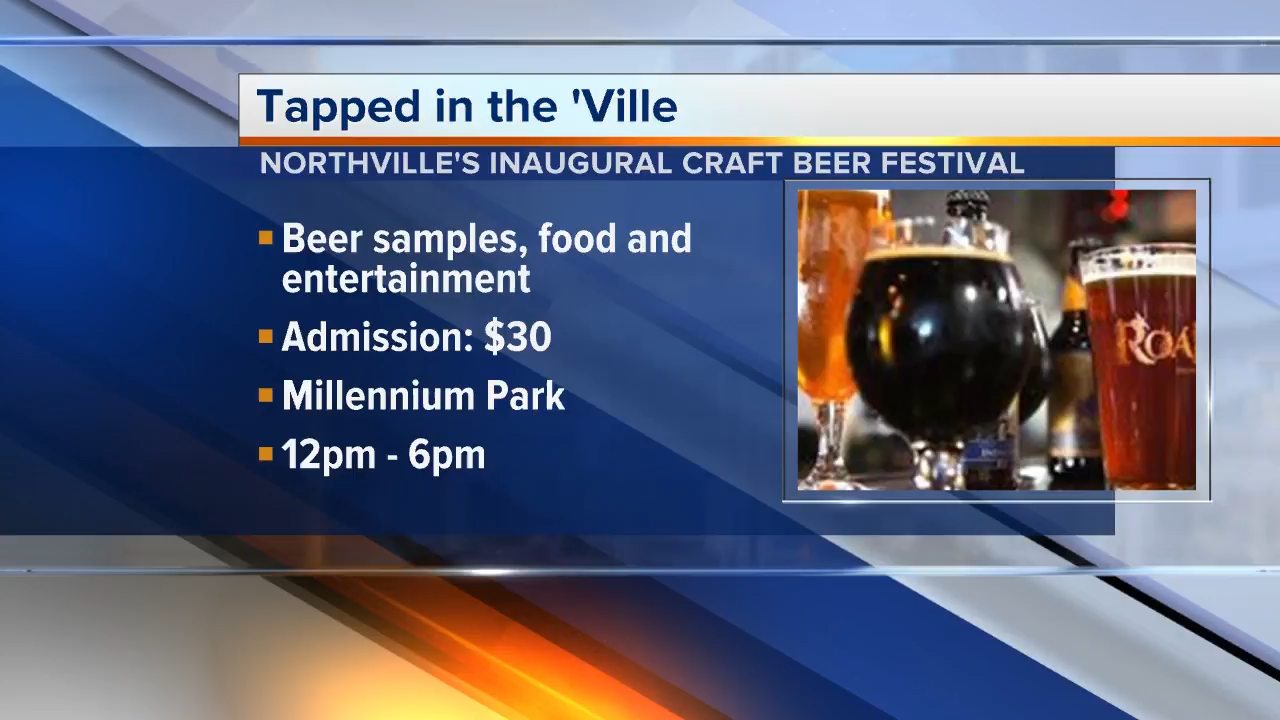 Tapped in the 'Ville
NORTHVILLE'S INAUGURAL CRAFT BEER FESTIVAL
Beer samples, food and
entertainment
Admission: $30
Millennium Park
12pm - 6pm
ROA